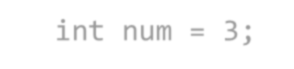 int num = 3;